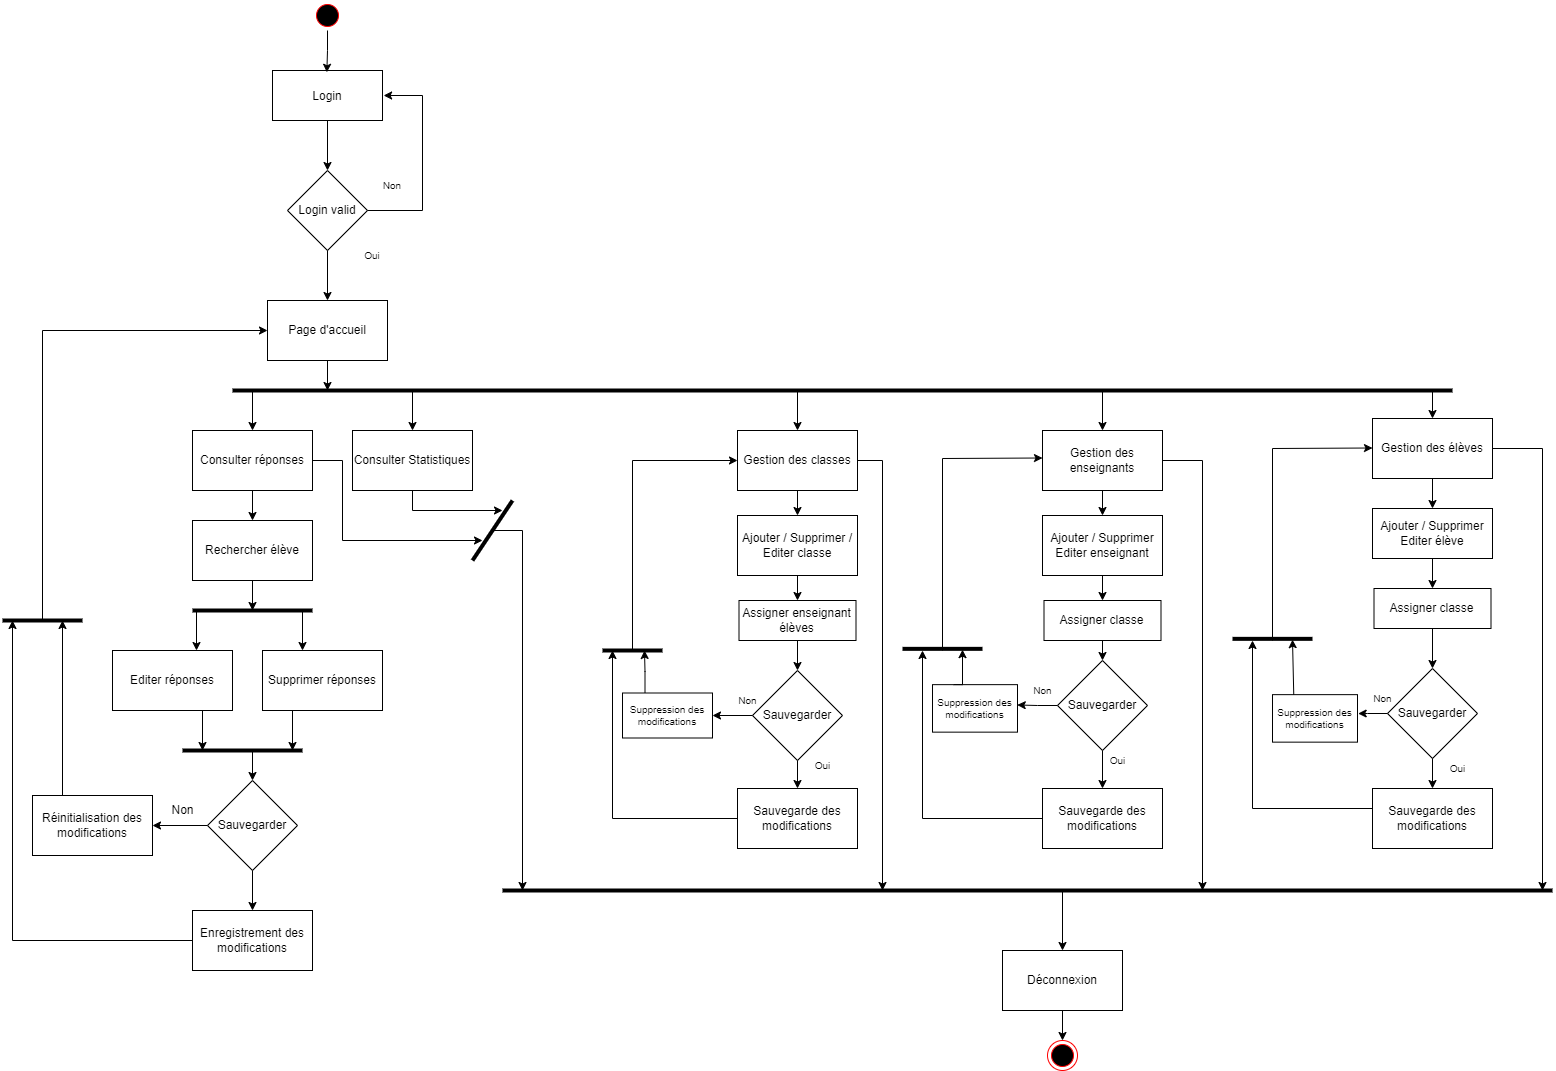 Login
Non
Login valid
Oui
Page d'accueil
Consulter réponses
Consulter Statistiques
Gestion des classes
Gestion des
enseignants
Gestion des élèves
Rechercher élève
Ajouter / Supprimer /
Editer classe
Ajouter / Supprimer
Editer enseignant
Ajouter / Supprimer
Editer élève
Assigner enseignant
élèves
Assigner classe
Assigner classe
Editer réponses
Supprimer réponses
Non
Suppression des
modifications
Sauvegarder
Non
Suppression des
modifications
Sauvegarder
Non
Suppression des
modifications
Sauvegarder
Oui
Oui
Oui
Réinitialisation des
modifications
Non
Sauvegarder
Sauvegarde des
modifications
Sauvegarde des
modifications
Sauvegarde des
modifications
Enregistrement des
modifications
Déconnexion